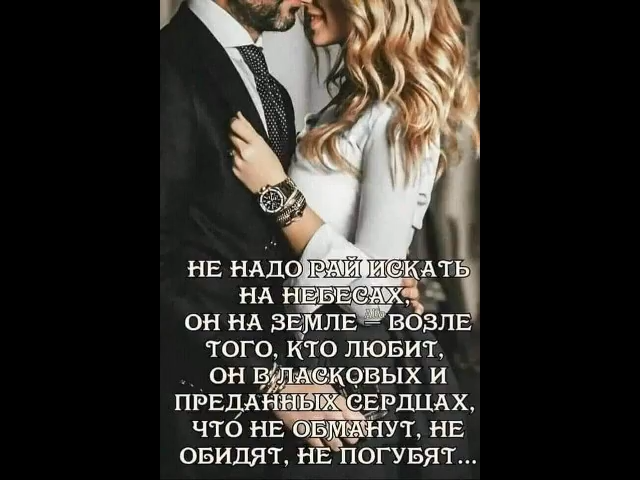 НЕ НАДО РАЙ ИСКАТЬ
НА НЕБЕСАХ,
ОН НА ЗЕМЛЕ – ВОЗЛЕ
ТОГО, КТО ЛЮБИТ,
ОН В ЛАСКОВЫХ И
ПРЕДАННЫХ СЕРДЦАХ,
ЧТО́ НЕ ОБМАНУТ, НЕ
ОБИДЯТ, НЕ ПОГУБЯТ...